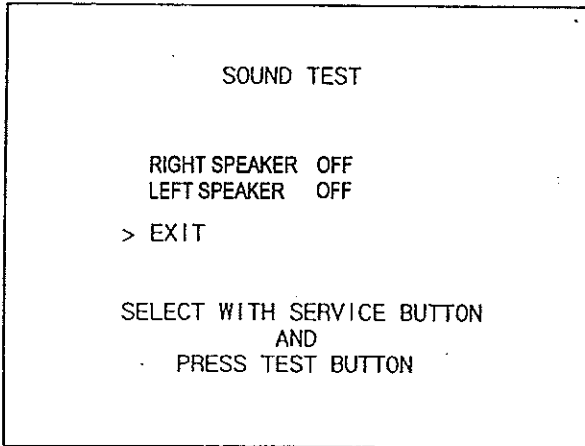 SOUND TEST
RIGHT SPEAKER OFF
LEFT SPEAKER OFF
> EXIT
SELECT WITH SERVICE BUTTON
AND
PRESS TEST BUTTON